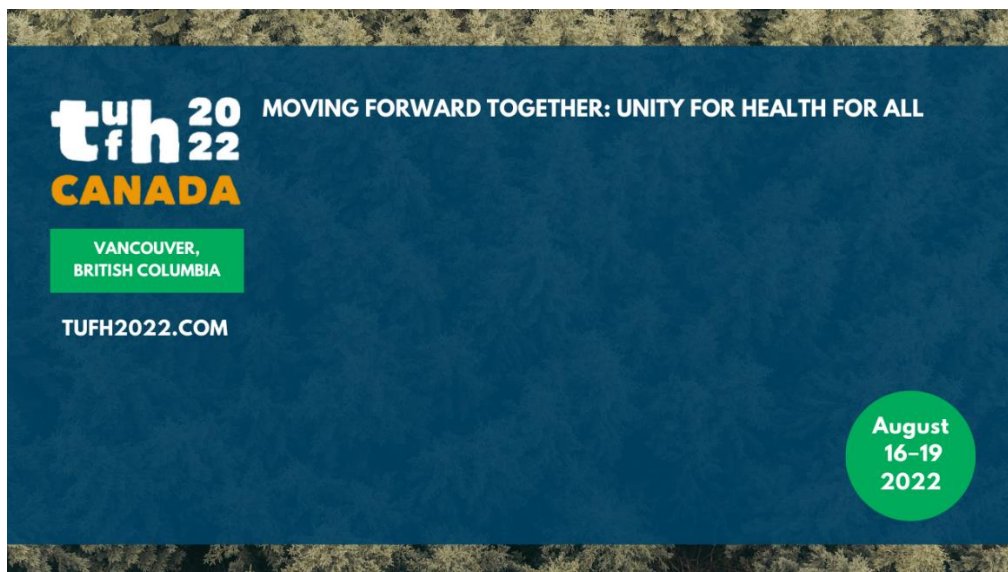 tufh 2022
CANADA
MOVING FORWARD TOGETHER: UNITY FOR HEALTH FOR ALL
VANCOUVER,
BRITISH COLUMBIA
TUFH2022.COM
August
16–19
2022